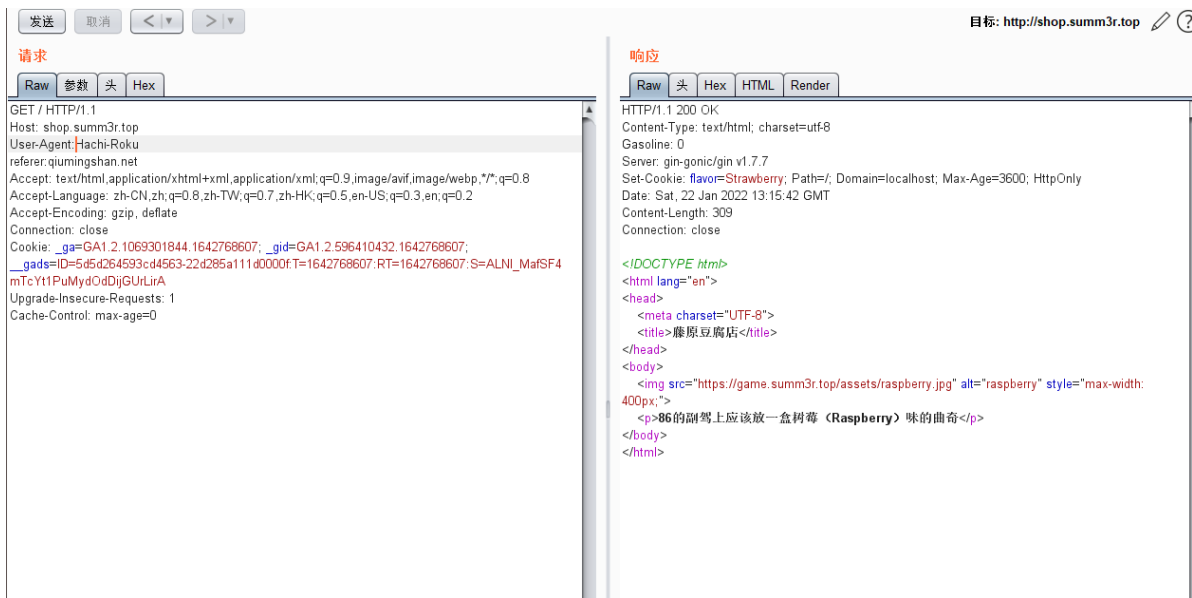 发送 取消 < |▼ > |▼ 目标: http://shop.summ3r.top ?
请求
Raw 参数 头 Hex
GET / HTTP/1.1
Host: shop.summ3r.top
User-Agent:Hachi-Roku
referer:qiumingshan.net
Accept: text/html,application/xhtml+xml,application/xml;q=0.9,image/avif,image/webp,*/*;q=0.8
Accept-Language: zh-CN,zh;q=0.8,zh-TW;q=0.7,zh-HK;q=0.5,en-US;q=0.3,en;q=0.2
Accept-Encoding: gzip, deflate
Connection: close
Cookie: _ga=GA1.2.1069301844.1642768607; _gid=GA1.2.596410432.1642768607;
__gads=ID=5d5d264593cd4563-22d285a111d0000f:T=1642768607:RT=1642768607:S=ALNI_MafSF4
mTcYt1PuMydOdDijGUrLirA
Upgrade-Insecure-Requests: 1
Cache-Control: max-age=0
响应
Raw 头 Hex HTML Render
HTTP/1.1 200 OK
Content-Type: text/html; charset=utf-8
Gasoline: 0
Server: gin-gonic/gin v1.7.7
Set-Cookie: flavor=Strawberry; Path=/; Domain=localhost; Max-Age=3600; HttpOnly
Date: Sat, 22 Jan 2022 13:15:42 GMT
Content-Length: 309
Connection: close
<!DOCTYPE html>
<html lang="en">
<head>
<meta charset="UTF-8">
<title>藤原豆腐店</title>
</head>
<body>
<img src="https://game.summ3r.top/assets/raspberry.jpg" alt="raspberry" style="max-width:
400px;">
<p>86的副驾上应该放一盒树莓（Raspberry）味的曲奇</p>
</body>
</html>